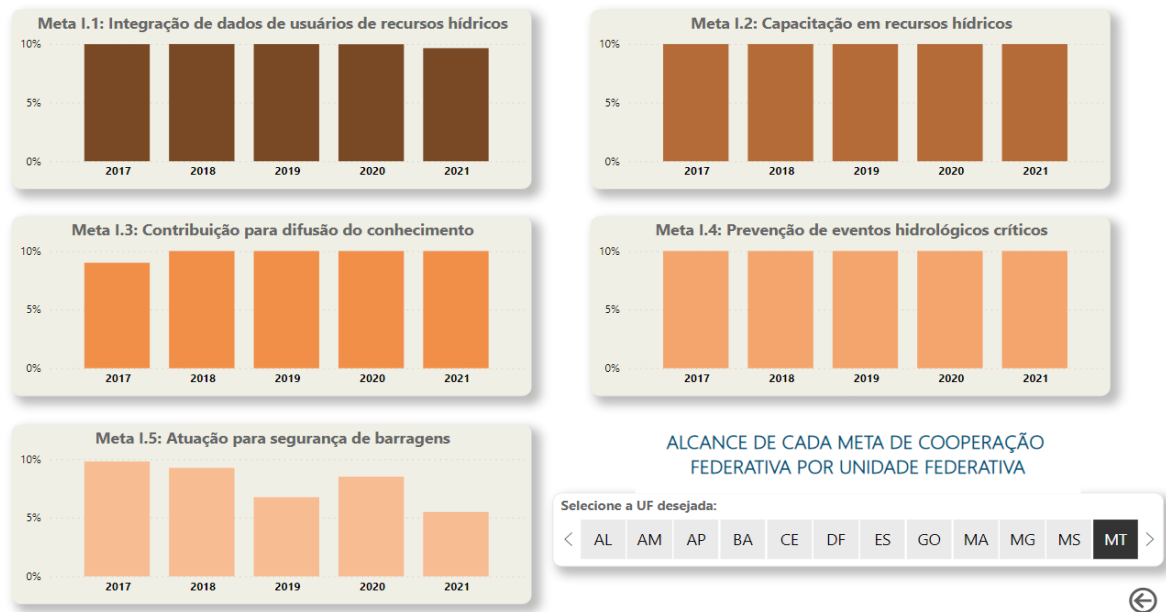 Meta I.1: Integração de dados de usuários de recursos hídricos
10%
5%
0%
2017 2018 2019 2020 2021
Meta I.2: Capacitação em recursos hídricos
10%
5%
0%
2017 2018 2019 2020 2021
Meta I.3: Contribuição para difusão do conhecimento
10%
5%
0%
2017 2018 2019 2020 2021
Meta I.4: Prevenção de eventos hidrológicos críticos
10%
5%
0%
2017 2018 2019 2020 2021
Meta I.5: Atuação para segurança de barragens
10%
5%
0%
2017 2018 2019 2020 2021
ALCANCE DE CADA META DE COOPERAÇÃO
FEDERATIVA POR UNIDADE FEDERATIVA
Selecione a UF desejada:
AL AM AP BA CE DF ES GO MA MG MS MT